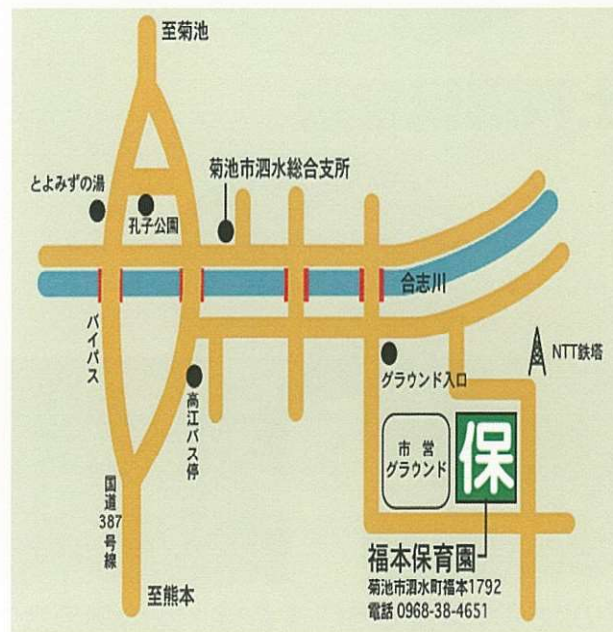 至菊池
とよみずの湯
孔子公園
菊池市泗水総合支所
合志川
バイパス
高江バス停
グラウンド入口
NTT鉄塔
市 営
グラウンド
保
国道
387
号線
至熊本
福本保育園
菊池市泗水町福本1792
電話 0968-38-4651